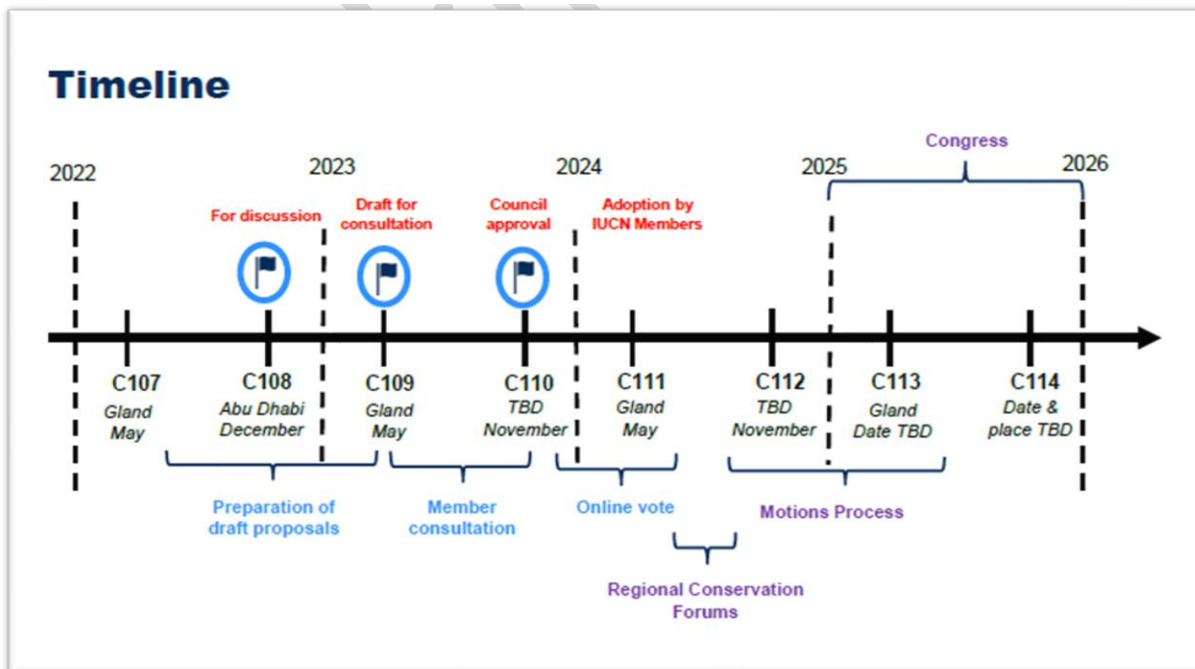 Timeline
Congress
2022
2023
2024
2025
2026
For discussion
Draft for
consultation
Council
approval
Adoption by
IUCN Members
C107
Gland
May
C108
Abu Dhabi
December
C109
Gland
May
C110
TBD
November
C111
Gland
May
C112
TBD
November
C113
Gland
Date TBD
C114
Date &
place TBD
Preparation of
draft proposals
Member
consultation
Online vote
Motions Process
Regional Conservation
Forums